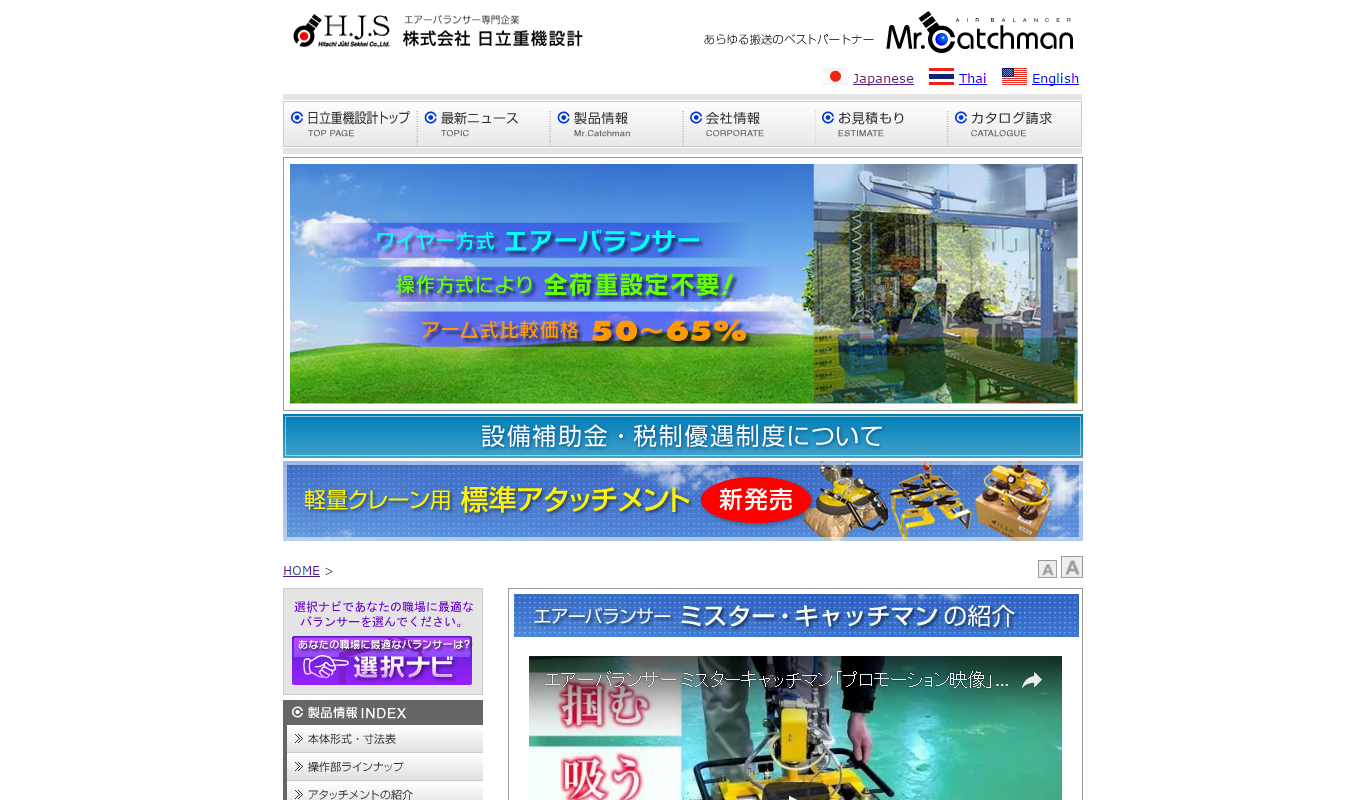 H.J.S
Hitachi Jūki Sekkei Co.,Ltd.
エアーバランサー専門企業
株式会社 日立重機設計
あらゆる搬送のベストパートナー
AIR BALANCER
Mr.Catchman
Japanese Thai English
日立重機設計トップ 最新ニュース 製品情報 会社情報 お見積もり カタログ請求
TOP PAGE TOPIC Mr.Catchman CORPORATE ESTIMATE CATALOGUE
ワイヤー方式 エアーバランサー
操作方式により 全荷重設定不要!
アーム式比較価格 50～65%
設備補助金・税制優遇制度について
軽量クレーン用 標準アタッチメント 新発売
H.J.S
HOME >
A A
選択ナビであなたの職場に最適な
バランサーを選んでください。
あなたの職場に最適なバランサーは?
選択ナビ
製品情報 INDEX
本体形式・寸法表
操作部ラインナップ
アタッチメントの紹介
エアーバランサー ミスター・キャッチマン の紹介
エアーバランサー ミスターキャッチマン「プロモーション映像」...
掴む
吸う